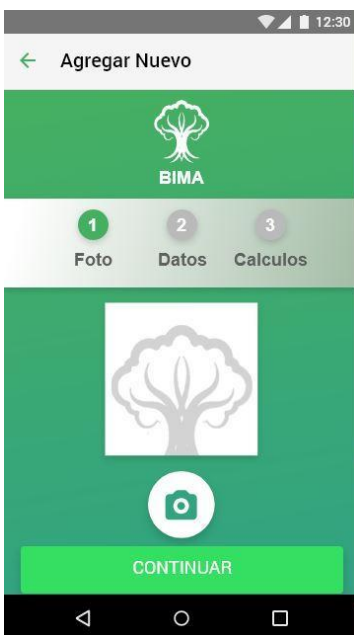 12:30
Agregar Nuevo
BIMA
1 2 3
Foto Datos Calculos
CONTINUAR